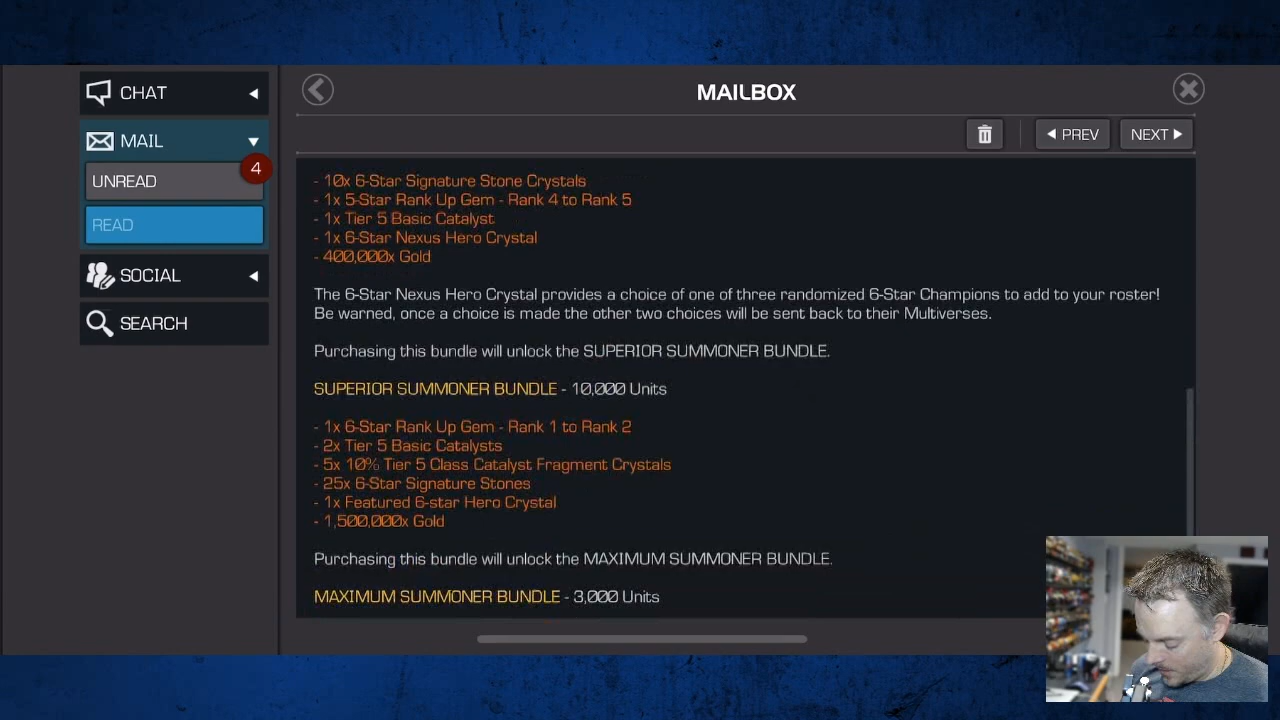 CHAT
MAIL
4
UNREAD
READ
SOCIAL
SEARCH
MAILBOX
PREV
NEXT
- 10x 6-Star Signature Stone Crystals
- 1x 5-Star Rank Up Gem - Rank 4 to Rank 5
- 1x Tier 5 Basic Catalyst
- 1x 6-Star Nexus Hero Crystal
- 400,000x Gold
The 6-Star Nexus Hero Crystal provides a choice of one of three randomized 6-Star Champions to add to your roster!
Be warned, once a choice is made the other two choices will be sent back to their Multiverses.
Purchasing this bundle will unlock the SUPERIOR SUMMONER BUNDLE.
SUPERIOR SUMMONER BUNDLE - 10,000 Units
- 1x 6-Star Rank Up Gem - Rank 1 to Rank 2
- 2x Tier 5 Basic Catalysts
- 5x 10% Tier 5 Class Catalyst Fragment Crystals
- 25x 6-Star Signature Stones
- 1x Featured 6-star Hero Crystal
- 1,500,000x Gold
Purchasing this bundle will unlock the MAXIMUM SUMMONER BUNDLE.
MAXIMUM SUMMONER BUNDLE - 3,000 Units